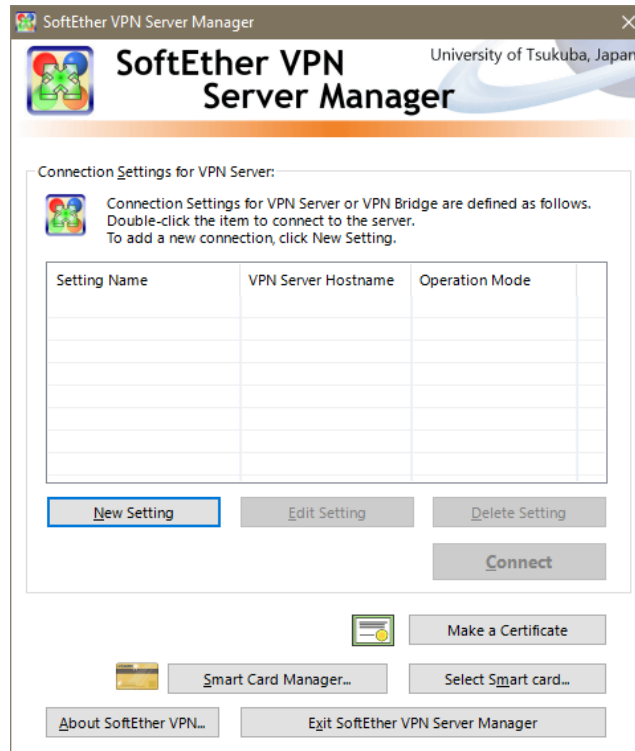 SoftEther VPN Server Manager
SoftEther VPN
Server Manager
University of Tsukuba, Japan
Connection Settings for VPN Server:
Connection Settings for VPN Server or VPN Bridge are defined as follows.
Double-click the item to connect to the server.
To add a new connection, click New Setting.
Setting Name VPN Server Hostname Operation Mode
New Setting Edit Setting Delete Setting
Connect
Make a Certificate
Smart Card Manager... Select Smart card...
About SoftEther VPN... Exit SoftEther VPN Server Manager